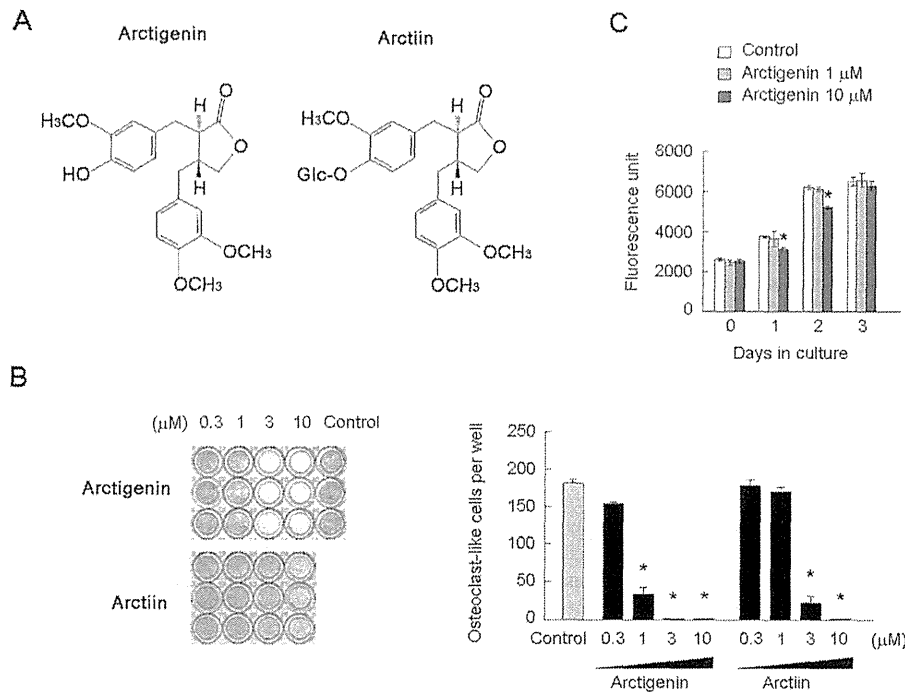 A
Arctigenin
Arctiin
H
O
H3CO
O
HO
H
OCH3
OCH3
H
O
H3CO
O
Glc-O
H
OCH3
OCH3
C
Control
Arctigenin 1 μM
Arctigenin 10 μM
Fluorescence unit
8000
6000
4000
2000
0
*
*
0 1 2 3
Days in culture
B
(μM) 0.3 1 3 10 Control
Arctigenin
Arctiin
Osteoclast-like cells per well
250
200
150
100
50
0
* * * * *
Control 0.3 1 3 10 0.3 1 3 10 (μM)
Arctigenin Arctiin